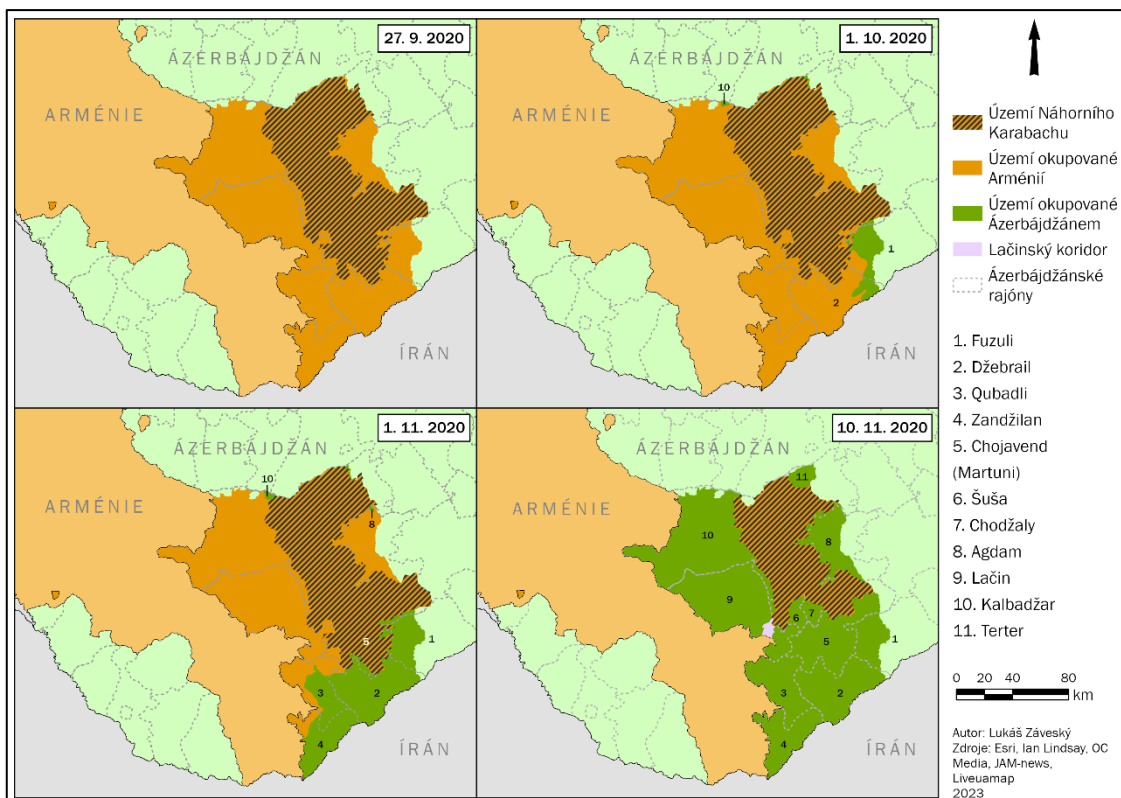 27. 9. 2020
ÁZERBÁJDŽÁN
ARMÉNIE
ÍRÁN
1. 10. 2020
ÁZERBÁJDŽÁN
10
ARMÉNIE
1
2
ÍRÁN
1. 11. 2020
ÁZERBÁJDŽÁN
10
ARMÉNIE
8
5
1
3
2
4
ÍRÁN
10. 11. 2020
ÁZERBÁJDŽÁN
11
ARMÉNIE
10
8
9
7
6
5
1
3
2
4
ÍRÁN
Území Náhorního
Karabachu
Území okupované
Arménií
Území okupované
Ázerbájdžánem
Lačinský koridor
Ázerbájdžánské
rajóny
1. Fuzuli
2. Džebrail
3. Qubadli
4. Zandžilan
5. Chojavend
(Martuni)
6. Šuša
7. Chodžaly
8. Agdam
9. Lačin
10. Kalbadžar
11. Terter
0 20 40 80
km
Autor: Lukáš Záveský
Zdroje: Esri, Ian Lindsay, OC
Media, JAM-news,
Liveuamap
2023